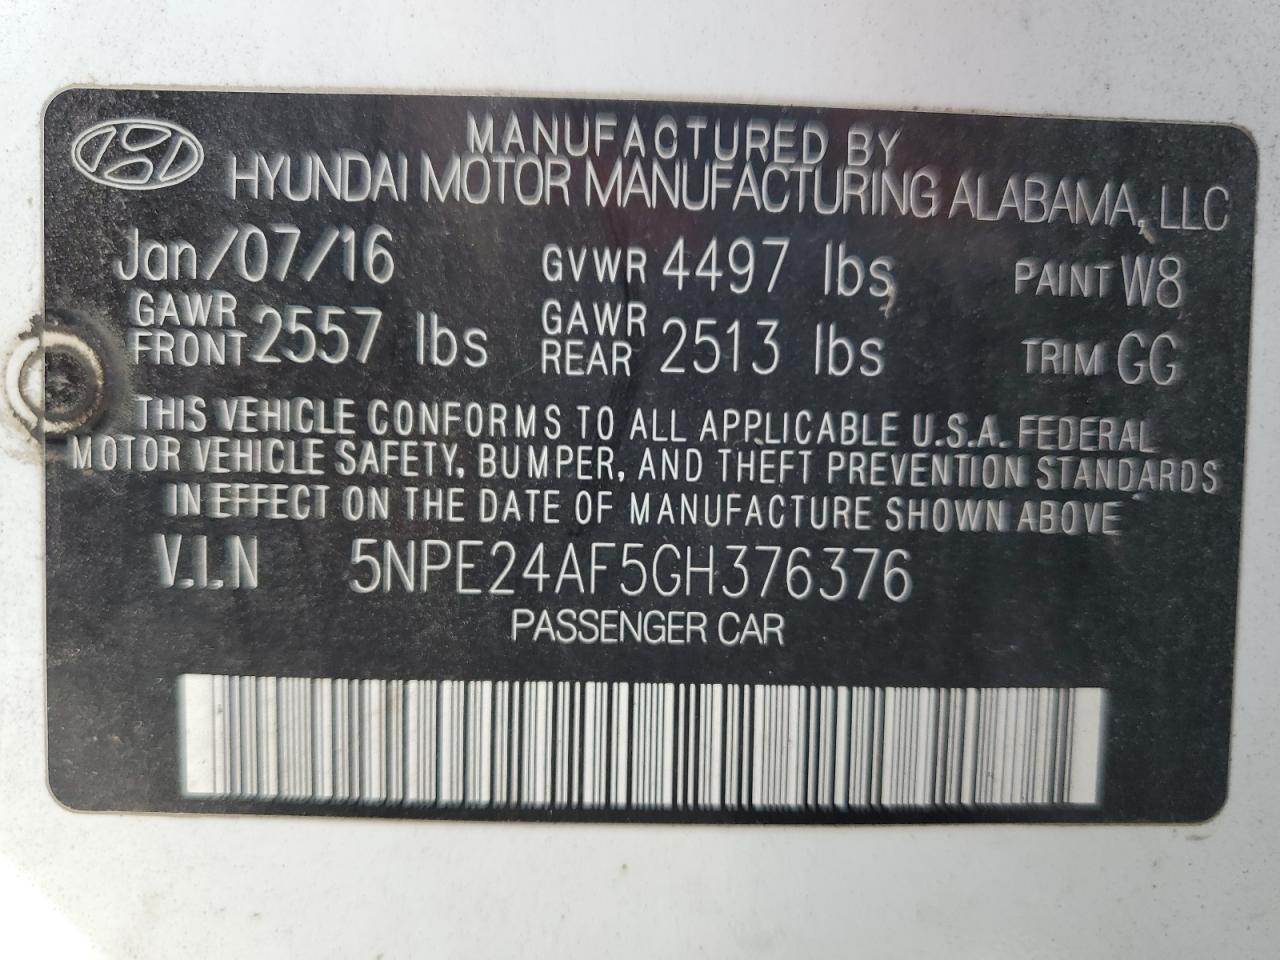 MANUFACTURED BY
HYUNDAI MOTOR MANUFACTURING ALABAMA, LLC
Jan/07/16 GVWR 4497 lbs PAINT W8
GAWR FRONT 2557 lbs GAWR REAR 2513 lbs TRIM GG
THIS VEHICLE CONFORMS TO ALL APPLICABLE U.S.A. FEDERAL
MOTOR VEHICLE SAFETY, BUMPER, AND THEFT PREVENTION STANDARDS
IN EFFECT ON THE DATE OF MANUFACTURE SHOWN ABOVE
V.I.N 5NPE24AF5GH376376
PASSENGER CAR